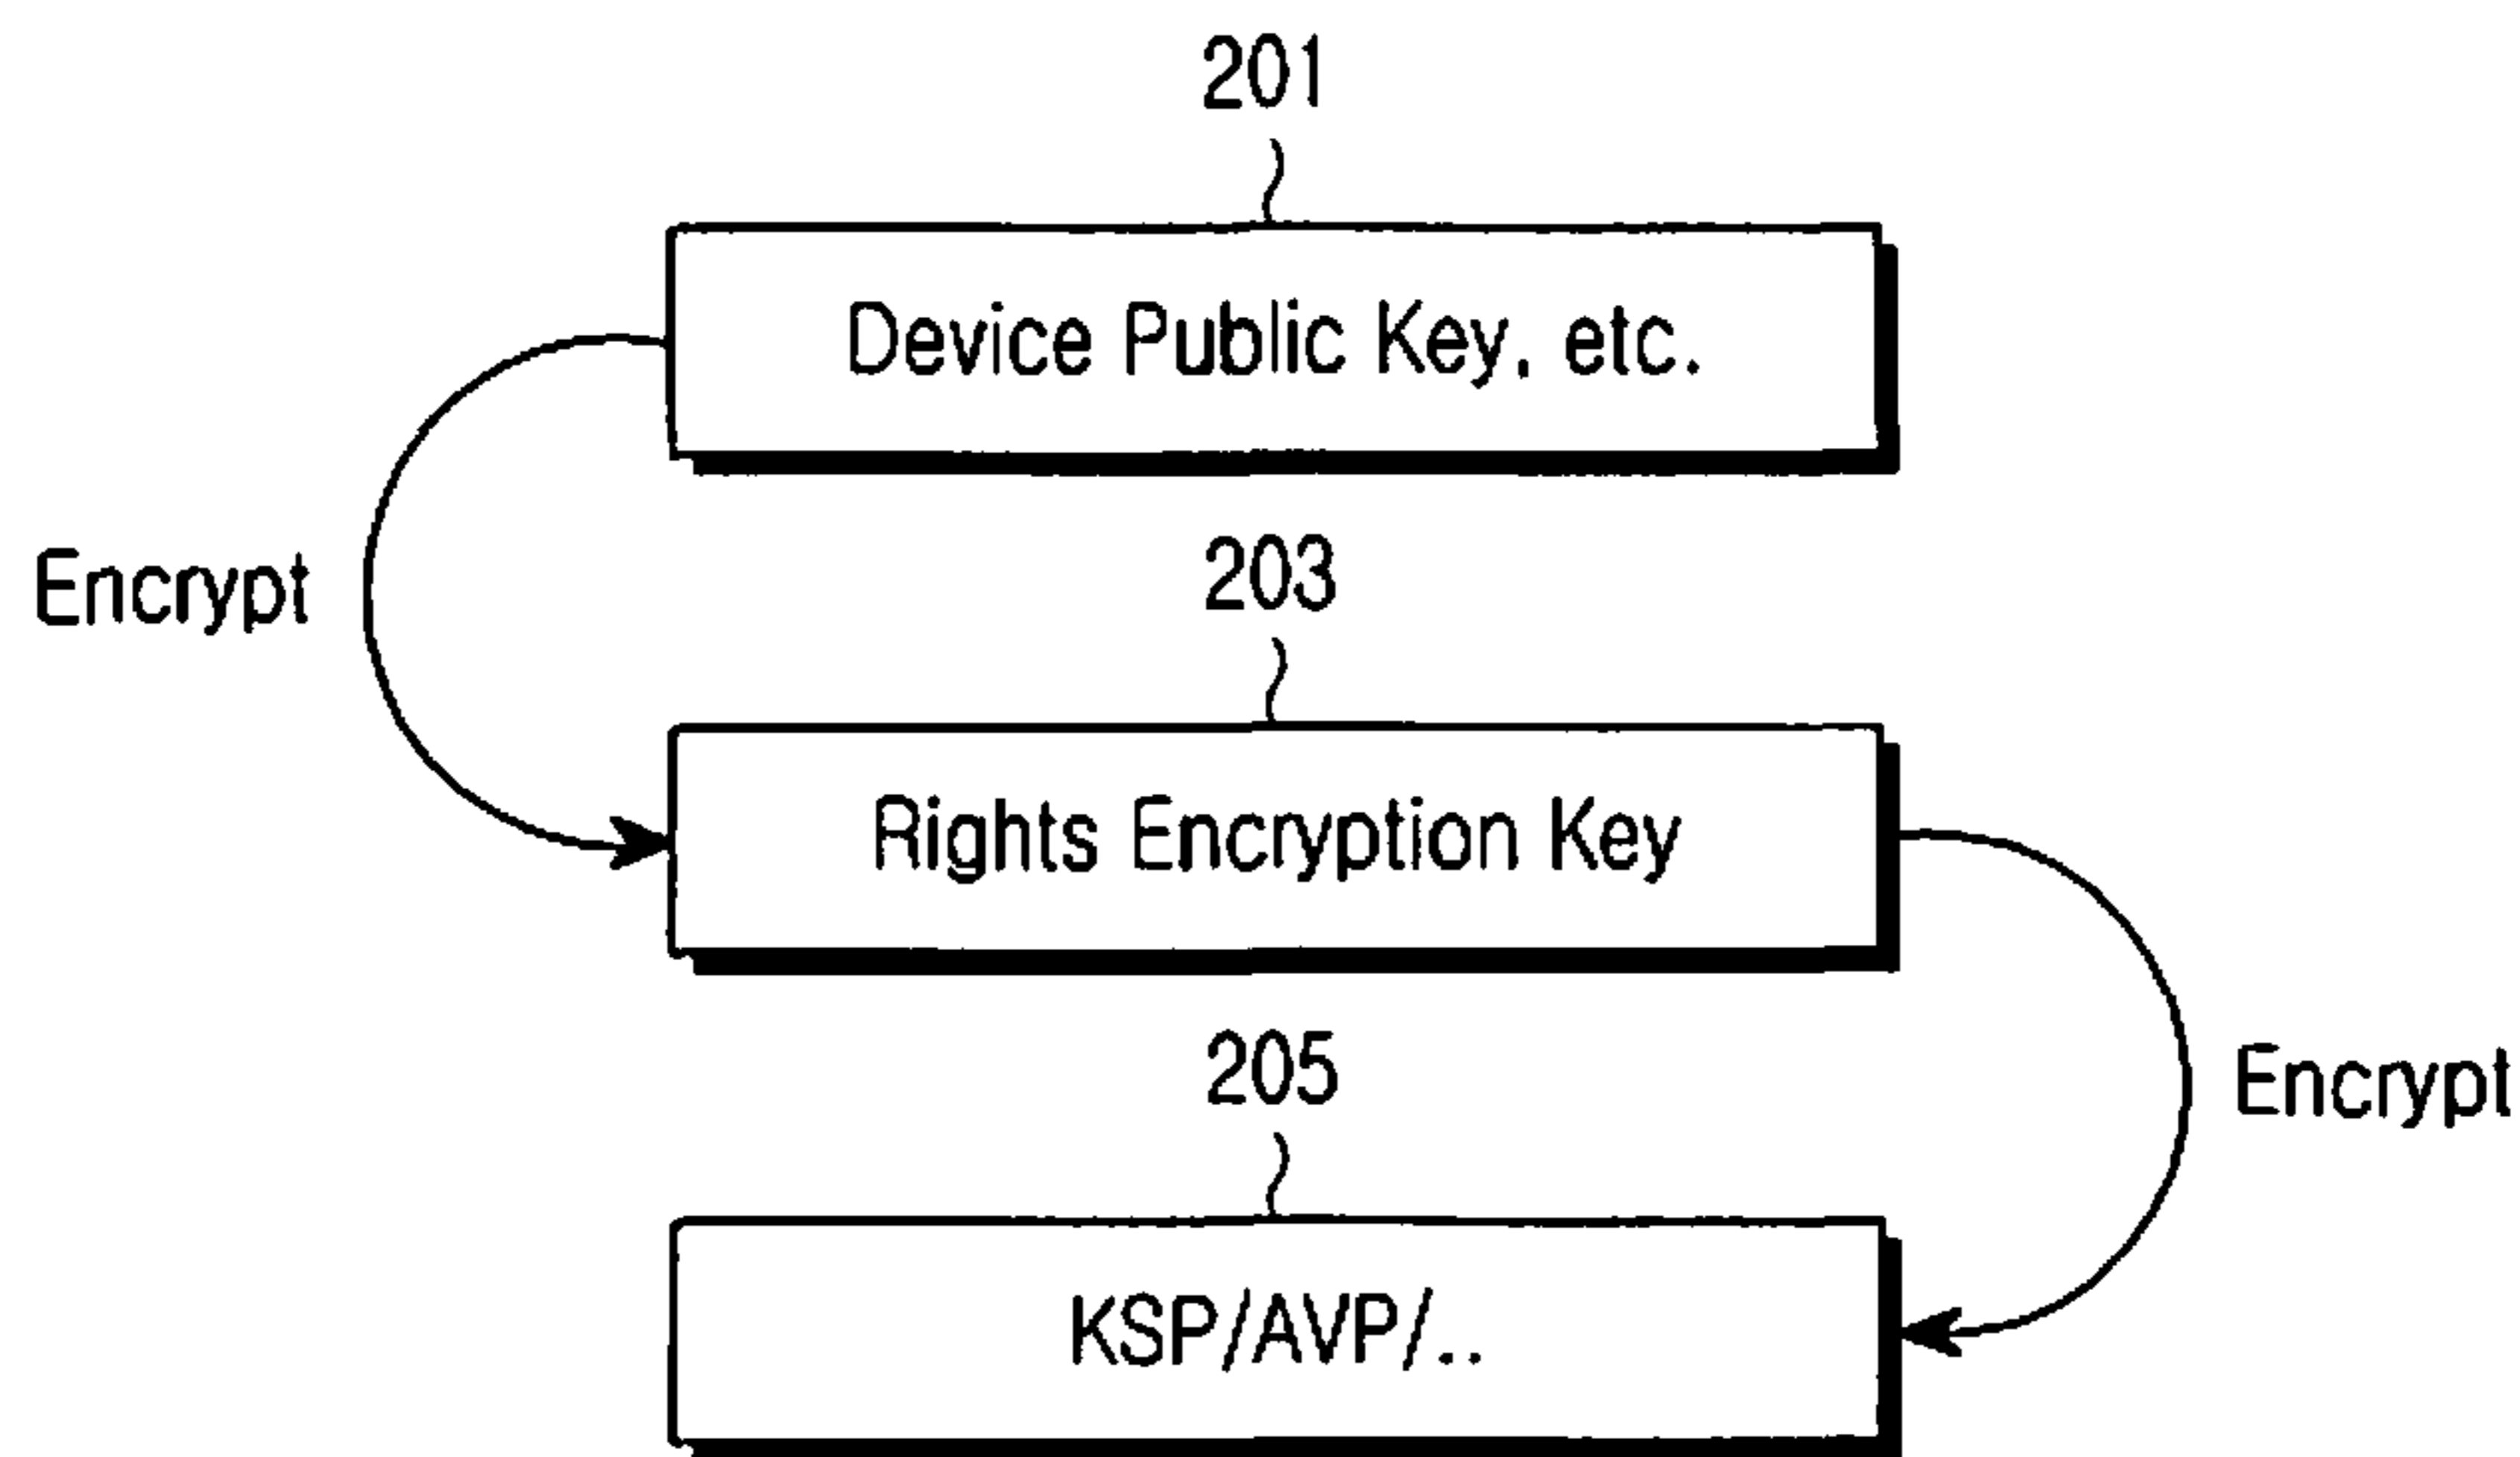 201
Device Public Key, etc.
Encrypt
203
Rights Encryption Key
205
Encrypt
KSP/AVP/..